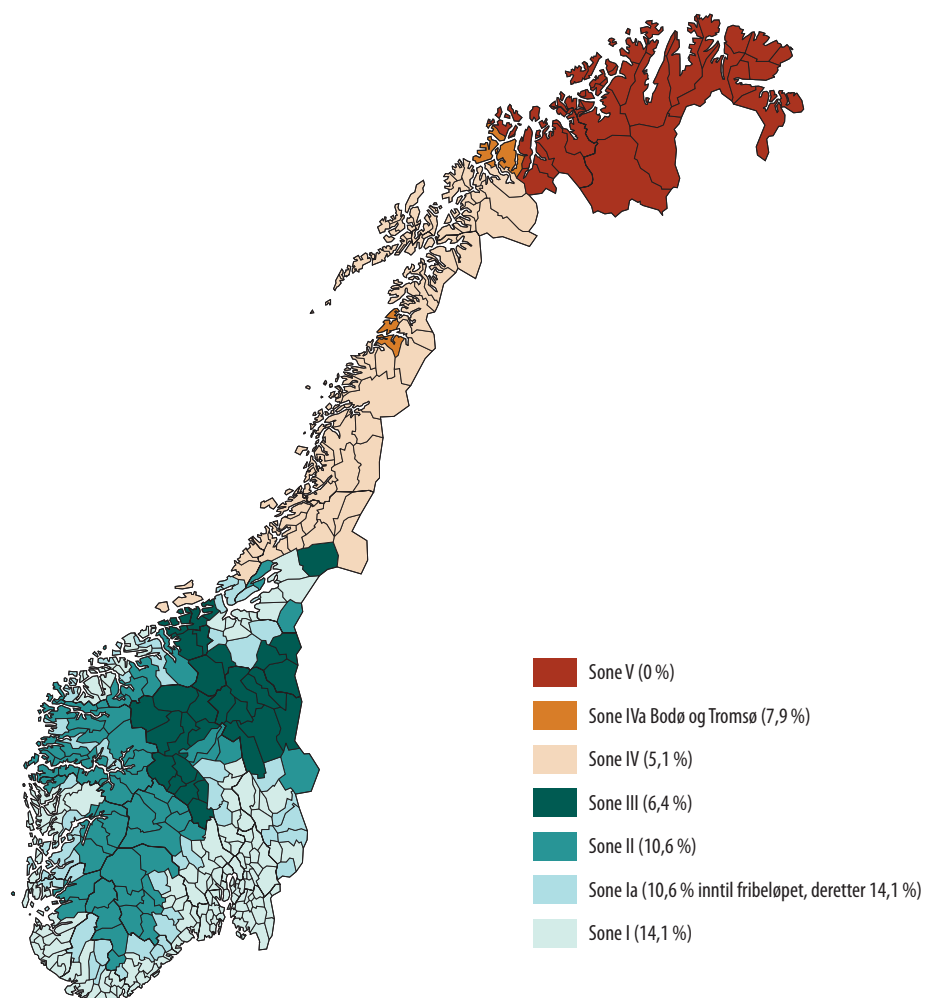 Sone V (0 %)
Sone IVa Bodø og Tromsø (7,9 %)
Sone IV (5,1 %)
Sone III (6,4 %)
Sone II (10,6 %)
Sone Ia (10,6 % inntil fribeløpet, deretter 14,1 %)
Sone I (14,1 %)